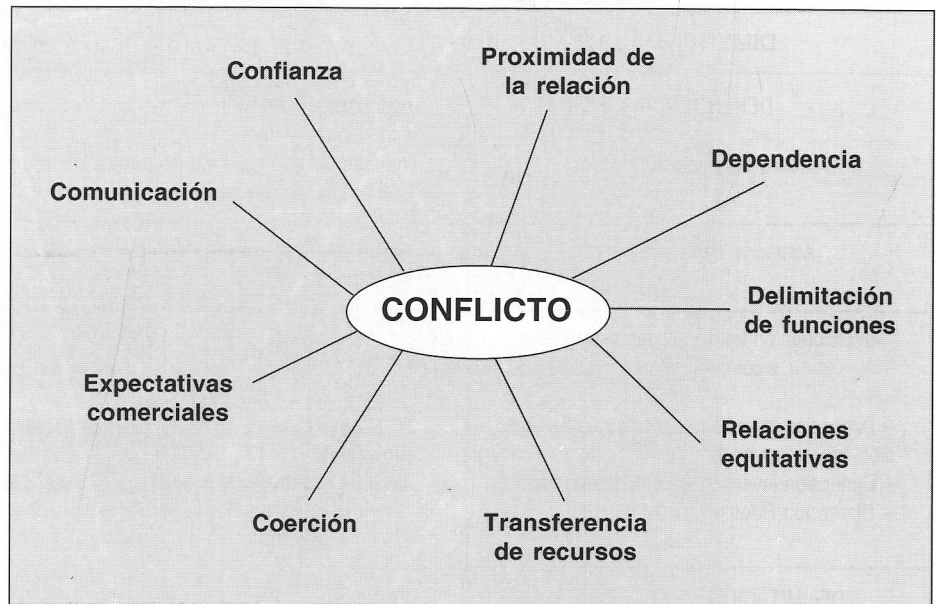 Confianza
Proximidad de
la relación
Dependencia
Comunicación
CONFLICTO
Delimitación
de funciones
Expectativas
comerciales
Relaciones
equitativas
Coerción
Transferencia
de recursos